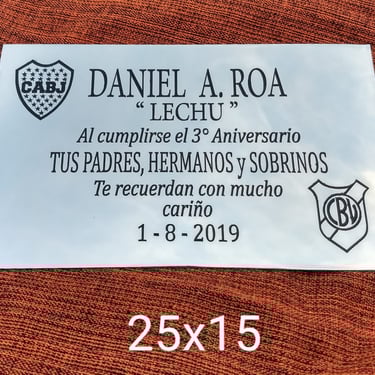 CABJ
DANIEL A. ROA
“ LECHU ”
Al cumplirse el 3° Aniversario
TUS PADRES, HERMANOS y SOBRINOS
Te recuerdan con mucho
cariño
CBV
1 - 8 - 2019
25x15